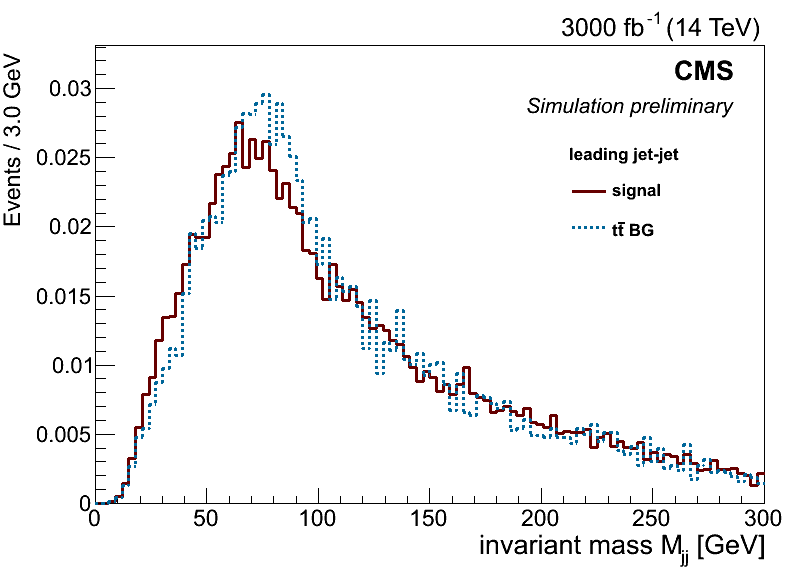 3000 fb⁻¹ (14 TeV)
CMS
Simulation preliminary
leading jet-jet
signal
tt̄ BG
Events / 3.0 GeV
0.03
0.025
0.02
0.015
0.01
0.005
0
0 50 100 150 200 250 300
invariant mass Mjj [GeV]